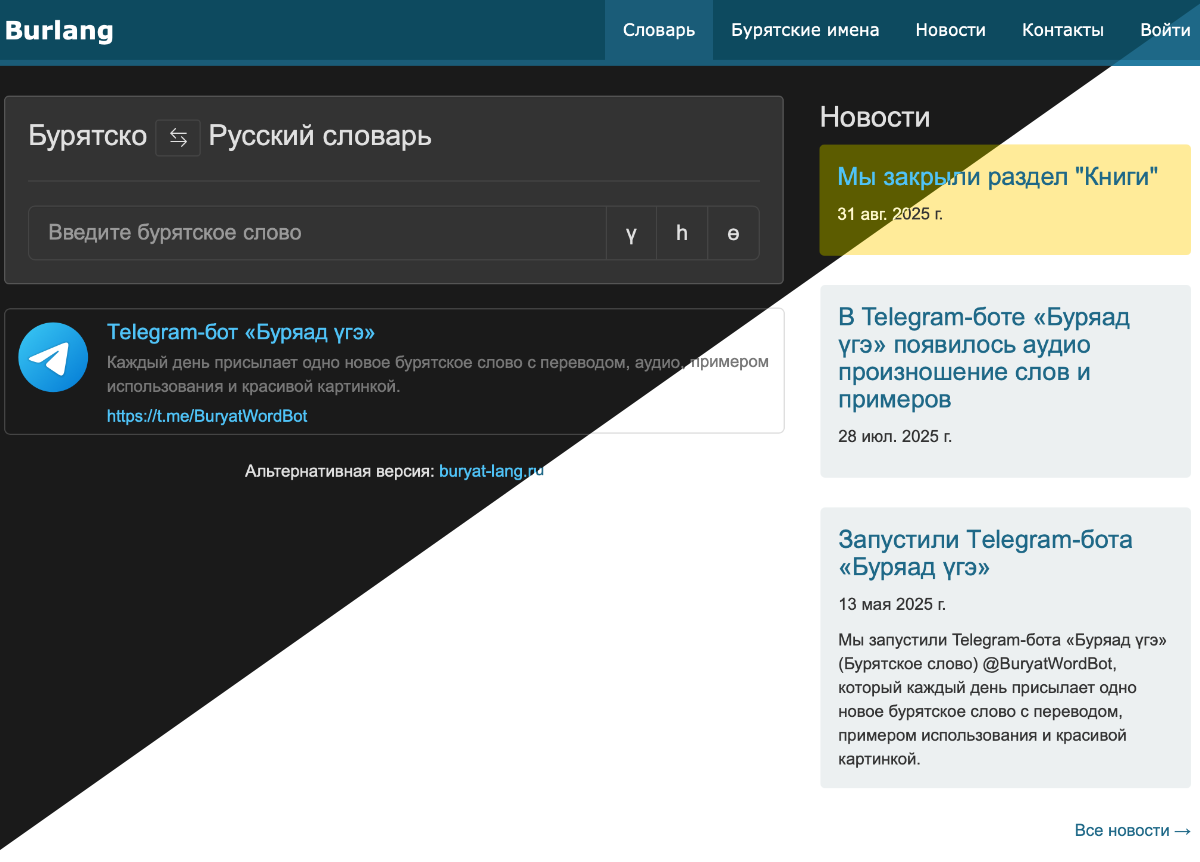 Burlang
Словарь
Бурятские имена
Новости
Контакты
Войти
Бурятско ⇆ Русский словарь
Введите бурятское слово
ү
һ
ө
Telegram-бот «Буряад үгэ»
Каждый день присылает одно новое бурятское слово с переводом, аудио, примером
использования и красивой картинкой.
https://t.me/BuryatWordBot
Альтернативная версия: buryat-lang.ru
Новости
Мы закрыли раздел "Книги"
31 авг. 2025 г.
В Telegram-боте «Буряад
үгэ» появилось аудио
произношение слов и
примеров
28 июл. 2025 г.
Запустили Telegram-бота
«Буряад үгэ»
13 мая 2025 г.
Мы запустили Telegram-бота «Буряад үгэ»
(Бурятское слово) @BuryatWordBot,
который каждый день присылает одно
новое бурятское слово с переводом,
примером использования и красивой
картинкой.
Все новости →